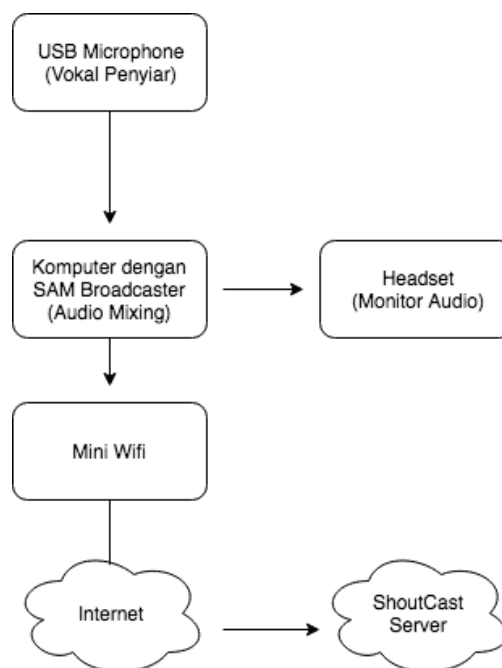 USB Microphone
(Vokal Penyiar)
Komputer dengan
SAM Broadcaster
(Audio Mixing)
Headset
(Monitor Audio)
Mini Wifi
Internet
ShoutCast
Server